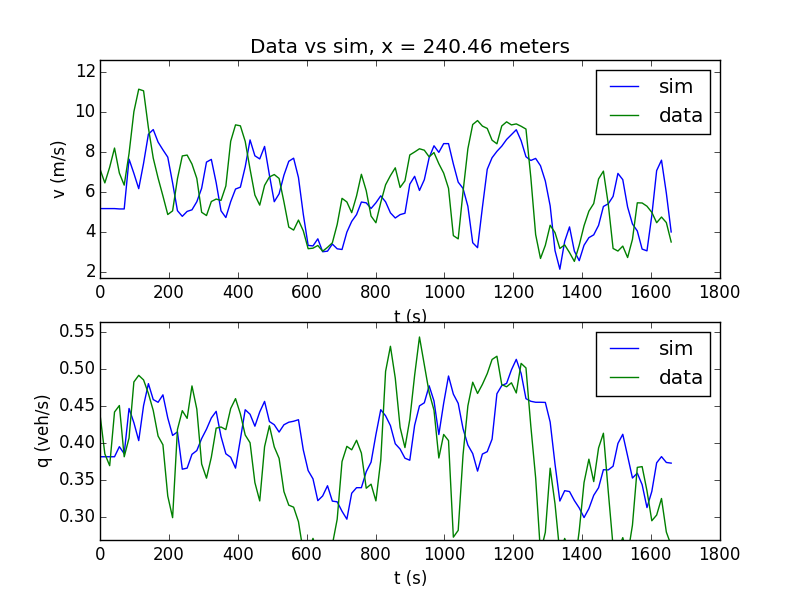 Data vs sim, x = 240.46 meters
12
10
8
6
4
2
v (m/s)
sim
data
0 200 400 600 800 1000 1200 1400 1600 1800
t (s)
0.55
0.50
0.45
0.40
0.35
0.30
q (veh/s)
sim
data
0 200 400 600 800 1000 1200 1400 1600 1800
t (s)